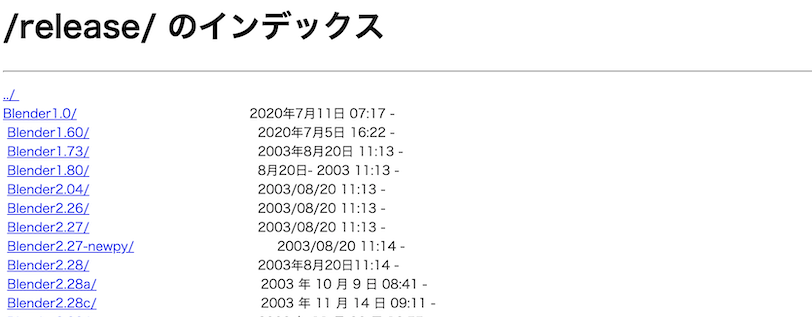 /release/ のインデックス
../
Blender1.0/ 2020年7月11日 07:17 -
Blender1.60/ 2020年7月5日 16:22 -
Blender1.73/ 2003年8月20日 11:13 -
Blender1.80/ 8月20日- 2003 11:13 -
Blender2.04/ 2003/08/20 11:13 -
Blender2.26/ 2003/08/20 11:13 -
Blender2.27/ 2003/08/20 11:13 -
Blender2.27-newpy/ 2003/08/20 11:14 -
Blender2.28/ 2003年8月20日11:14 -
Blender2.28a/ 2003 年 10 月 9 日 08:41 -
Blender2.28c/ 2003 年 11 月 14 日 09:11 -